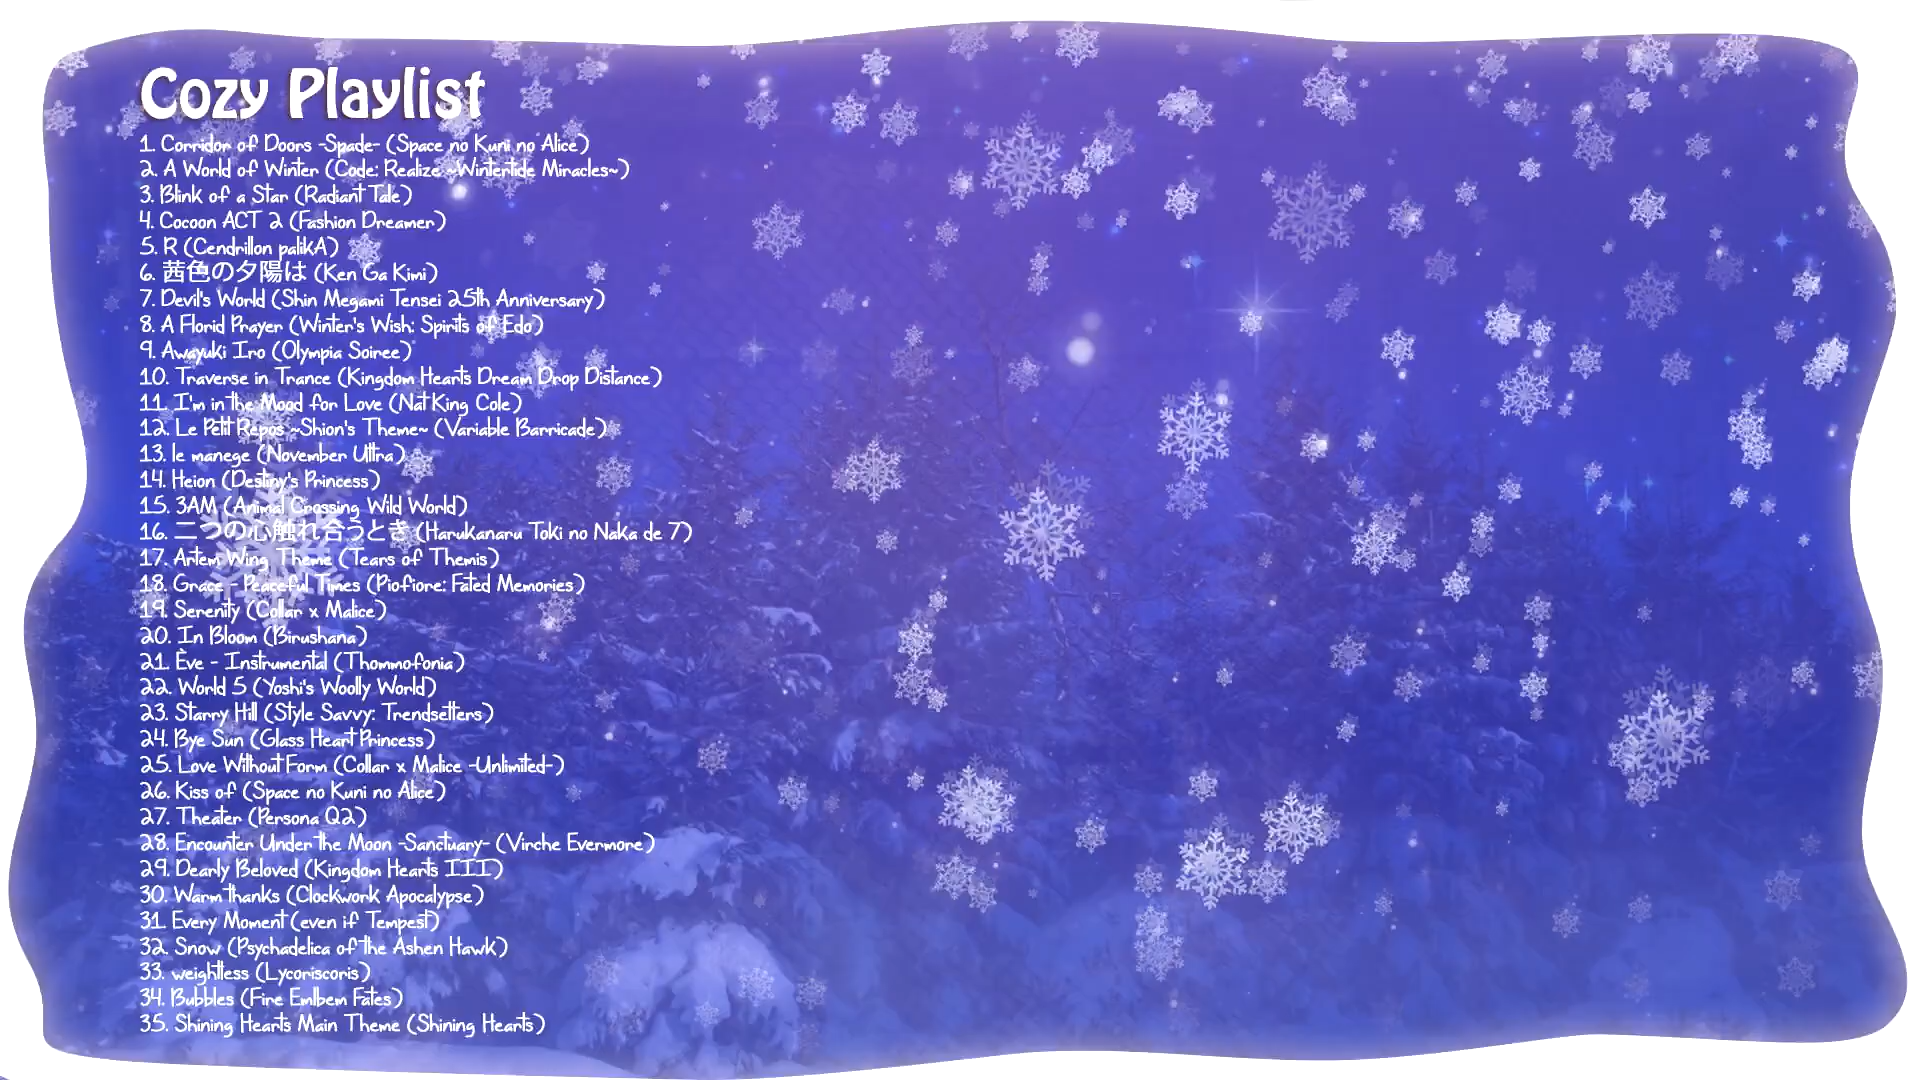 Cozy Playlist
1. Corridor of Doors -Spade- (Space no Kuni no Alice)
2. A World of Winter (Code: Realize ~Wintertide Miracles~)
3. Blink of a Star (Radiant Tale)
4. Cocoon ACT 2 (Fashion Dreamer)
5. R (Cendrillon palikA)
6. 茜色の夕陽は (Ken Ga Kimi)
7. Devil's World (Shin Megami Tensei 25th Anniversary)
8. A Florid Prayer (Winter's Wish: Spirits of Edo)
9. Awayuki Iro (Olympia Soiree)
10. Traverse in Trance (Kingdom Hearts Dream Drop Distance)
11. I'm in the Mood for Love (Nat King Cole)
12. Le Petit Repos ~Shion's Theme~ (Variable Barricade)
13. le manege (November Ultra)
14. Heion (Destiny's Princess)
15. 3AM (Animal Crossing Wild World)
16. 二つの心触れ合うとき (Harukanaru Toki no Naka de 7)
17. Artem Wing Theme (Tears of Themis)
18. Grace - Peaceful Times (Piofiore: Fated Memories)
19. Serenity (Collar x Malice)
20. In Bloom (Birushana)
21. Ève - Instrumental (Thommofonia)
22. World 5 (Yoshi's Woolly World)
23. Starry Hill (Style Savvy: Trendsetters)
24. Bye Sun (Glass Heart Princess)
25. Love Without Form (Collar x Malice -Unlimited-)
26. Kiss of (Space no Kuni no Alice)
27. Theater (Persona Q2)
28. Encounter Under the Moon -Sanctuary- (Virche Evermore)
29. Dearly Beloved (Kingdom Hearts III)
30. Warm thanks (Clockwork Apocalypse)
31. Every Moment (even if Tempest)
32. Snow (Psychadelica of the Ashen Hawk)
33. weightless (Lycoriscoris)
34. Bubbles (Fire Emlbem Fates)
35. Shining Hearts Main Theme (Shining Hearts)